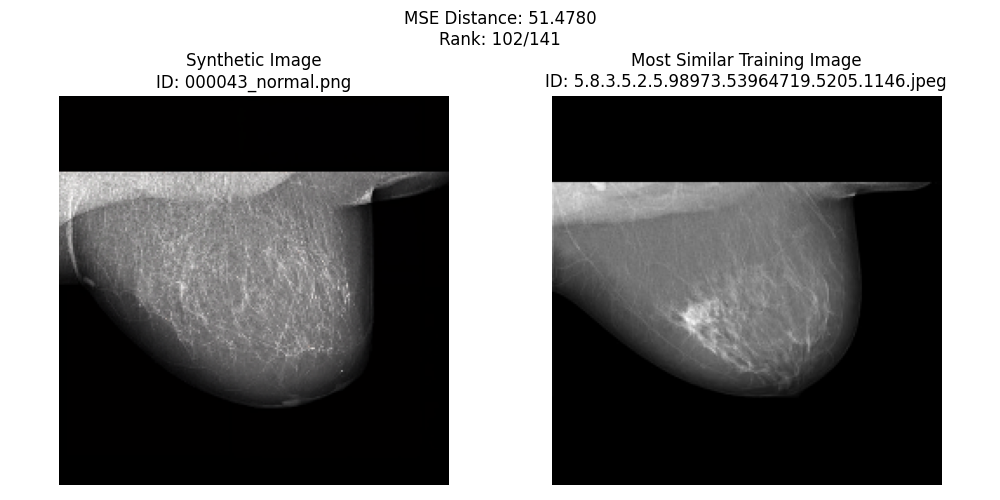 MSE Distance: 51.4780
Rank: 102/141
Synthetic Image
ID: 000043_normal.png
Most Similar Training Image
ID: 5.8.3.5.2.5.98973.53964719.5205.1146.jpeg